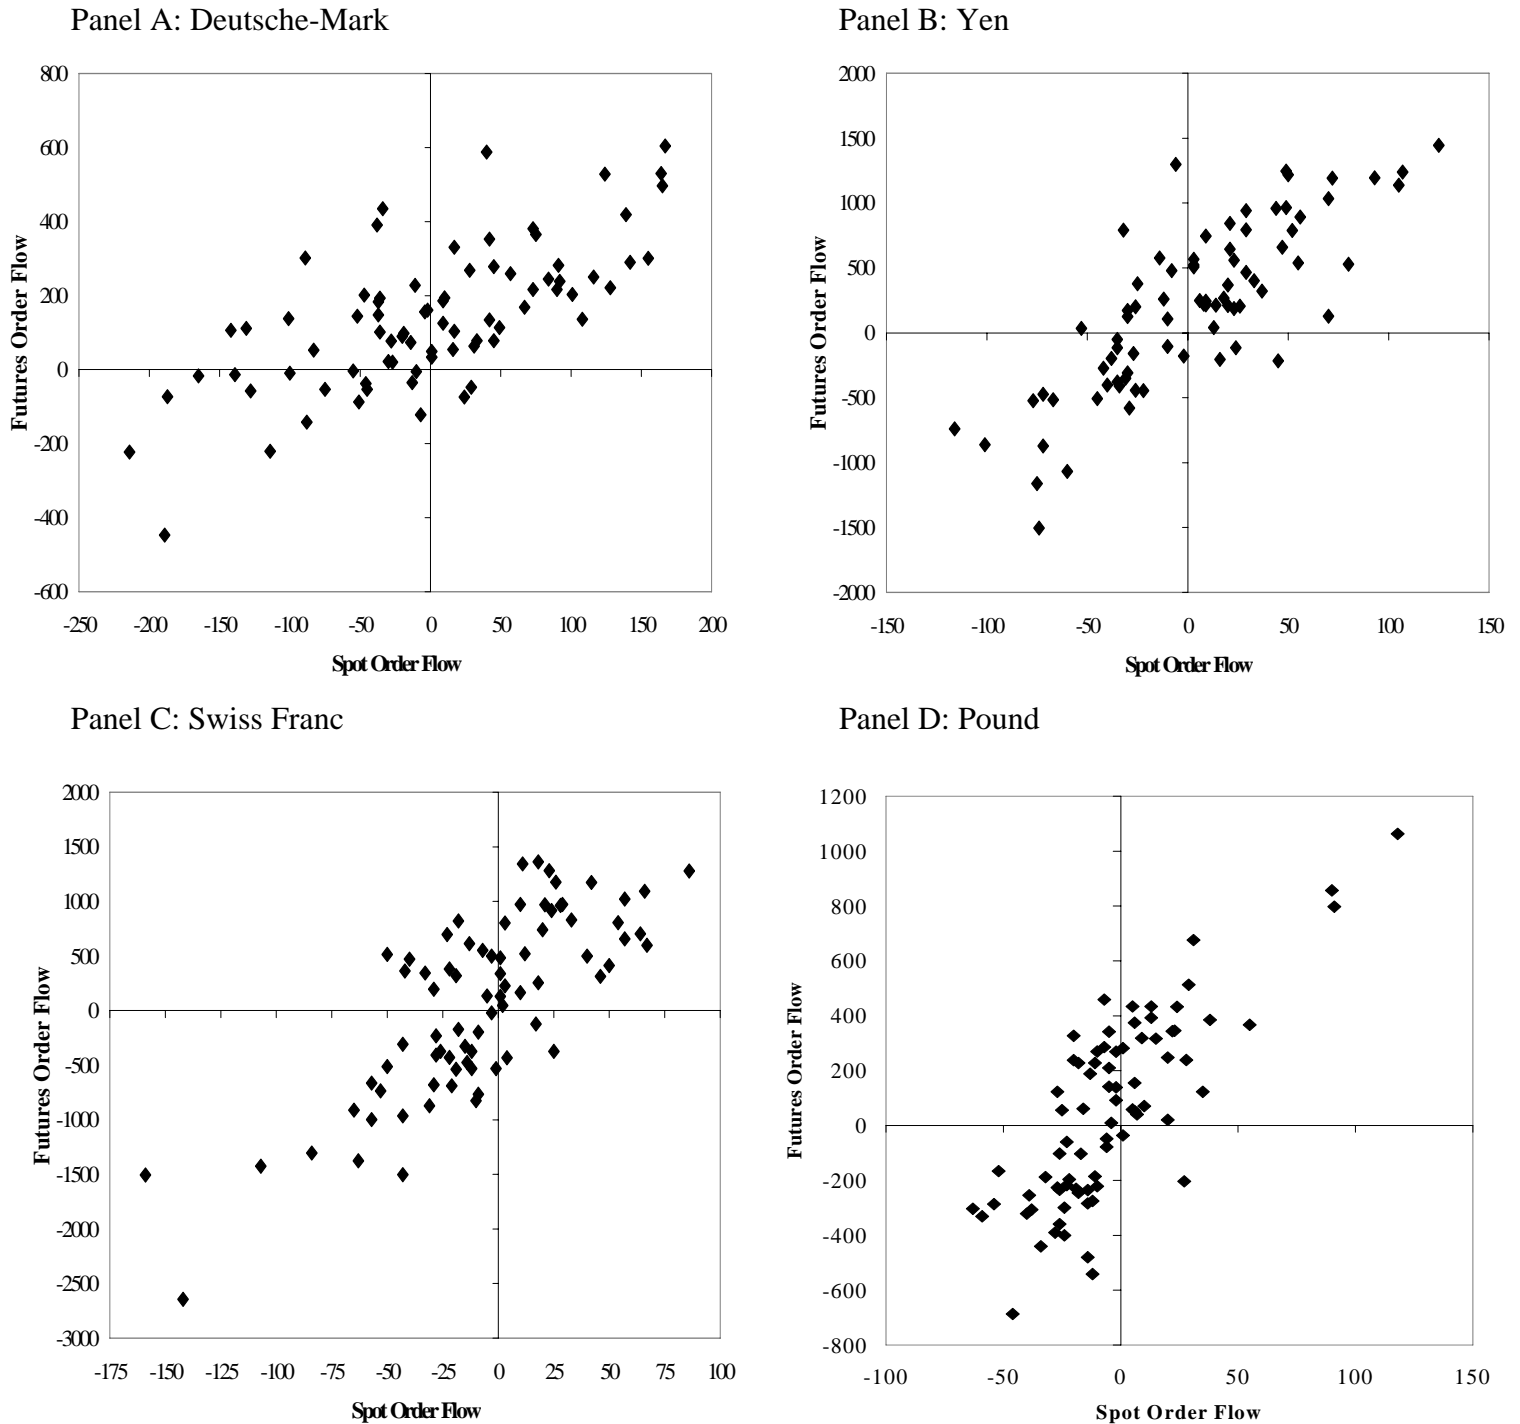 Panel A: Deutsche-Mark
800
600
400
200
0
-200
-400
-600
-250 -200 -150 -100 -50 0 50 100 150 200
Futures Order Flow
Spot Order Flow
Panel B: Yen
2000
1500
1000
500
0
-500
-1000
-1500
-2000
-150 -100 -50 0 50 100 150
Futures Order Flow
Spot Order Flow
Panel C: Swiss Franc
2000
1500
1000
500
0
-500
-1000
-1500
-2000
-2500
-3000
-175 -150 -125 -100 -75 -50 -25 0 25 50 75 100
Futures Order Flow
Spot Order Flow
Panel D: Pound
1200
1000
800
600
400
200
0
-200
-400
-600
-800
-100 -50 0 50 100 150
Futures Order Flow
Spot Order Flow